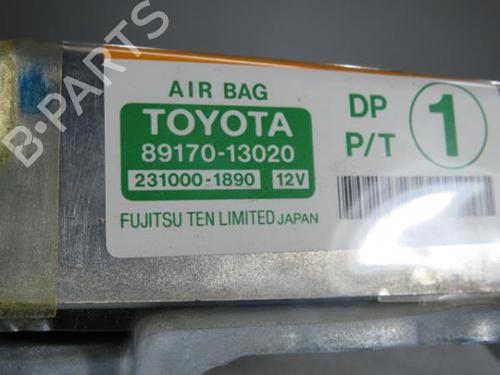 AIR BAG
TOYOTA
89170-13020
231000-1890 12V
FUJITSU TEN LIMITED JAPAN
DP
P/T
1
B-PARTS